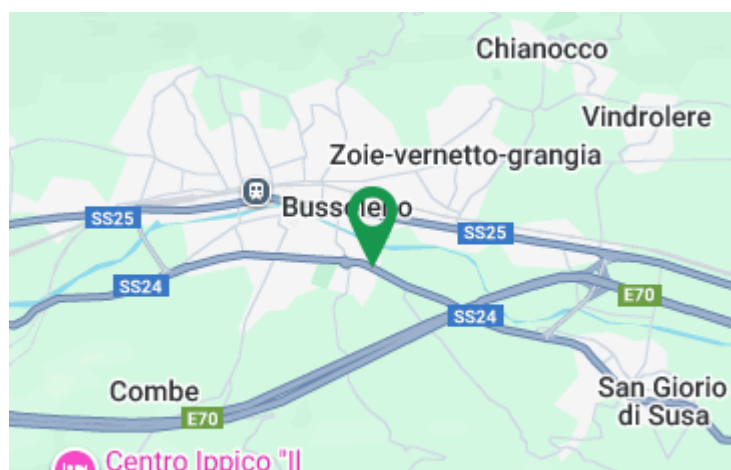 Chianocco
Vindrolere
Zoie-vernetto-grangia
Bussoleno
SS25
SS25
SS24
E70
SS24
Combe
E70
San Giorio
di Susa
Centro Ippico "Il